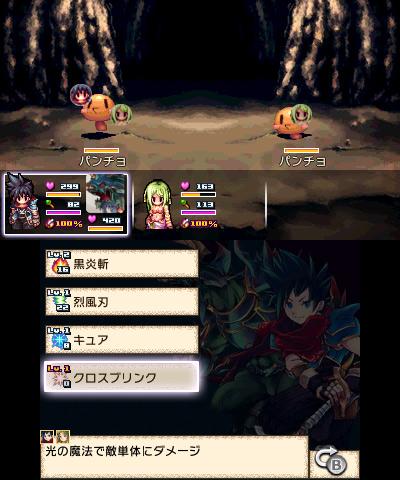 パンチョ パンチョ
299 163
82 113
100% 420 100%
Lv.2 16 黒炎斬
Lv.1 22 烈風刃
Lv.1 8 キュア
Lv.1 0 クロスブリンク
光の魔法で敵単体にダメージ
B